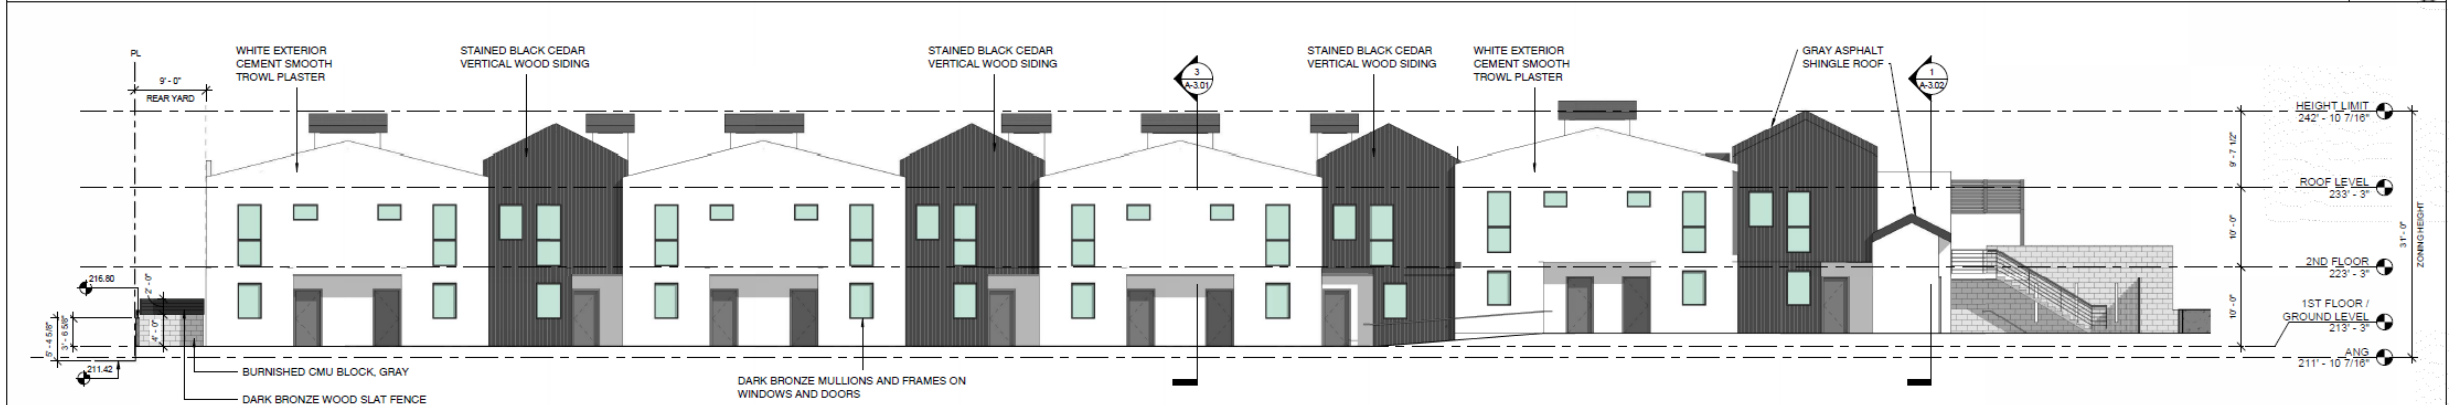 PL
9' - 0"
REAR YARD
WHITE EXTERIOR
CEMENT SMOOTH
TROWL PLASTER
STAINED BLACK CEDAR
VERTICAL WOOD SIDING
STAINED BLACK CEDAR
VERTICAL WOOD SIDING
3
A-3.01
STAINED BLACK CEDAR
VERTICAL WOOD SIDING
WHITE EXTERIOR
CEMENT SMOOTH
TROWL PLASTER
GRAY ASPHALT
SHINGLE ROOF
1
A-3.02
HEIGHT LIMIT
242' - 10 7/16"
9' - 7 1/2"
ROOF LEVEL
233' - 3"
10' - 0"
31' - 0"
ZONING HEIGHT
2ND FLOOR
223' - 3"
10' - 0"
1ST FLOOR /
GROUND LEVEL
213' - 3"
ANG
211' - 10 7/16"
216.80
2' - 0"
4' - 0"
3' - 6 5/8"
5' - 4 5/8"
211.42
BURNISHED CMU BLOCK, GRAY
DARK BRONZE WOOD SLAT FENCE
DARK BRONZE MULLIONS AND FRAMES ON
WINDOWS AND DOORS